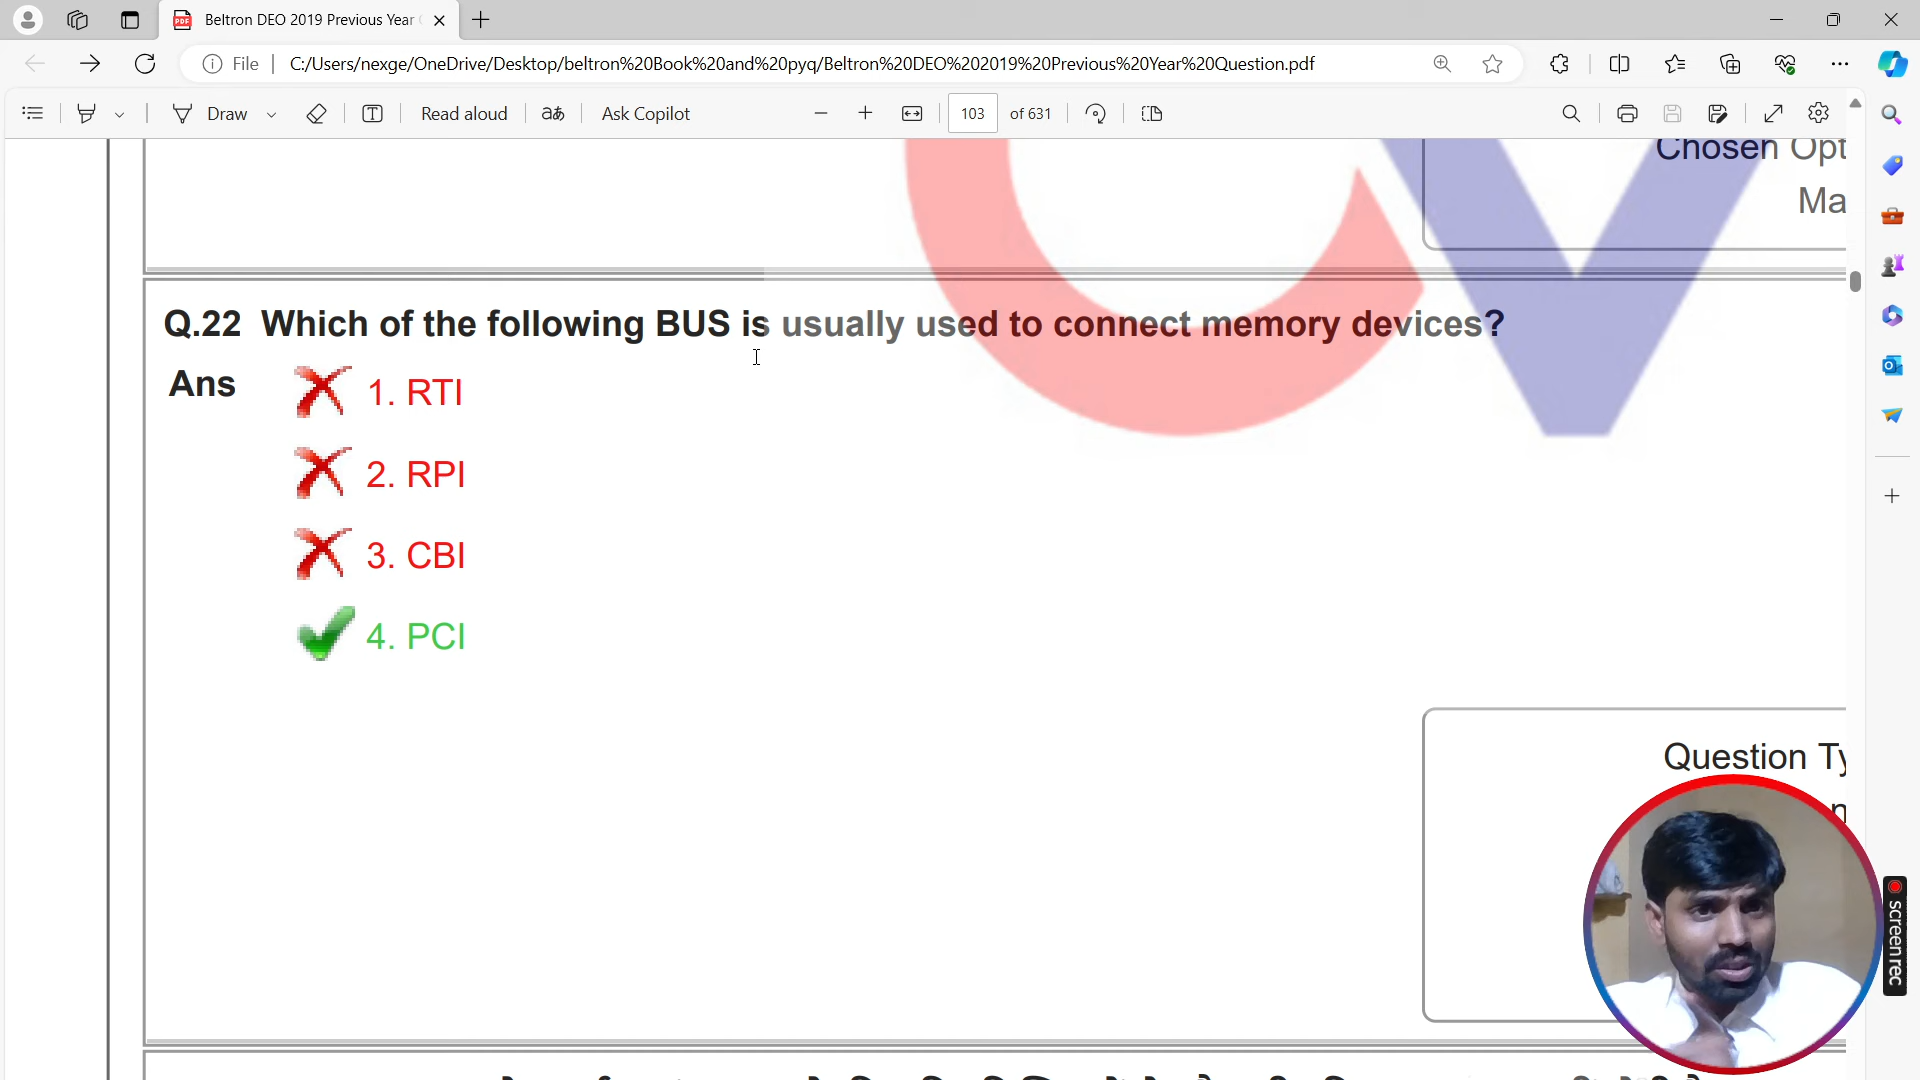 Beltron DEO 2019 Previous Year
File
C:/Users/nexge/OneDrive/Desktop/beltron%20Book%20and%20pyq/Beltron%20DEO%202019%20Previous%20Year%20Question.pdf
Draw
Read aloud
aあ
Ask Copilot
103 of 631
Chosen Opt
Ma
Q.22 Which of the following BUS is usually used to connect memory devices?
Ans
1. RTI
2. RPI
3. CBI
4. PCI
Question Ty
screenrec